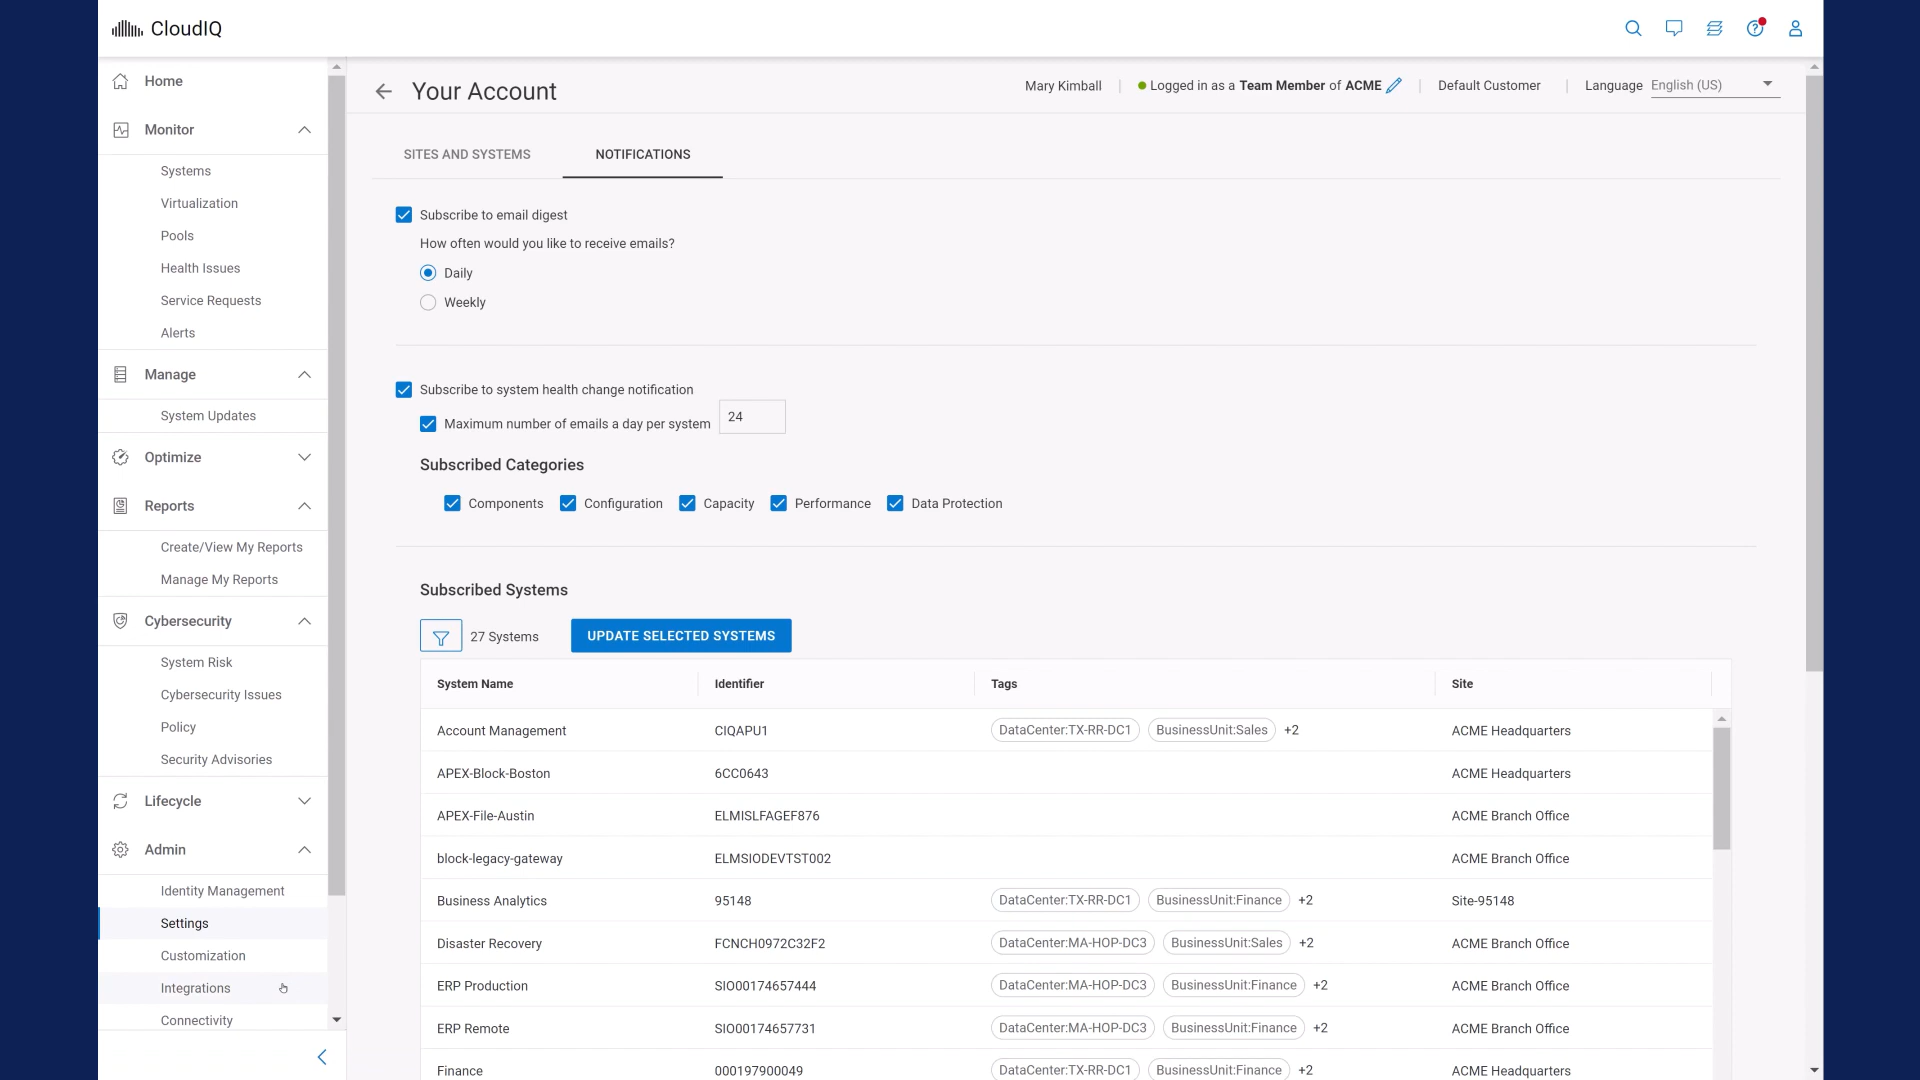 CloudIQ
Home
Monitor
Systems
Virtualization
Pools
Health Issues
Service Requests
Alerts
Manage
System Updates
Optimize
Reports
Create/View My Reports
Manage My Reports
Cybersecurity
System Risk
Cybersecurity Issues
Policy
Security Advisories
Lifecycle
Admin
Identity Management
Settings
Customization
Integrations
Connectivity
Your Account
Mary Kimball
Logged in as a Team Member of ACME
Default Customer
Language English (US)
SITES AND SYSTEMS NOTIFICATIONS
Subscribe to email digest
How often would you like to receive emails?
Daily
Weekly
Subscribe to system health change notification
Maximum number of emails a day per system 24
Subscribed Categories
Components Configuration Capacity Performance Data Protection
Subscribed Systems
27 Systems UPDATE SELECTED SYSTEMS
System Name Identifier Tags Site
Account Management CIQAPU1 DataCenter:TX-RR-DC1 BusinessUnit:Sales +2 ACME Headquarters
APEX-Block-Boston 6CC0643 ACME Headquarters
APEX-File-Austin ELMISLFAGEF876 ACME Branch Office
block-legacy-gateway ELMSIODEVTST002 ACME Branch Office
Business Analytics 95148 DataCenter:TX-RR-DC1 BusinessUnit:Finance +2 Site-95148
Disaster Recovery FCNCH0972C32F2 DataCenter:MA-HOP-DC3 BusinessUnit:Sales +2 ACME Branch Office
ERP Production SIO00174657444 DataCenter:MA-HOP-DC3 BusinessUnit:Finance +2 ACME Branch Office
ERP Remote SIO00174657731 DataCenter:MA-HOP-DC3 BusinessUnit:Finance +2 ACME Branch Office
Finance 000197900049 DataCenter:TX-RR-DC1 BusinessUnit:Finance +2 ACME Headquarters